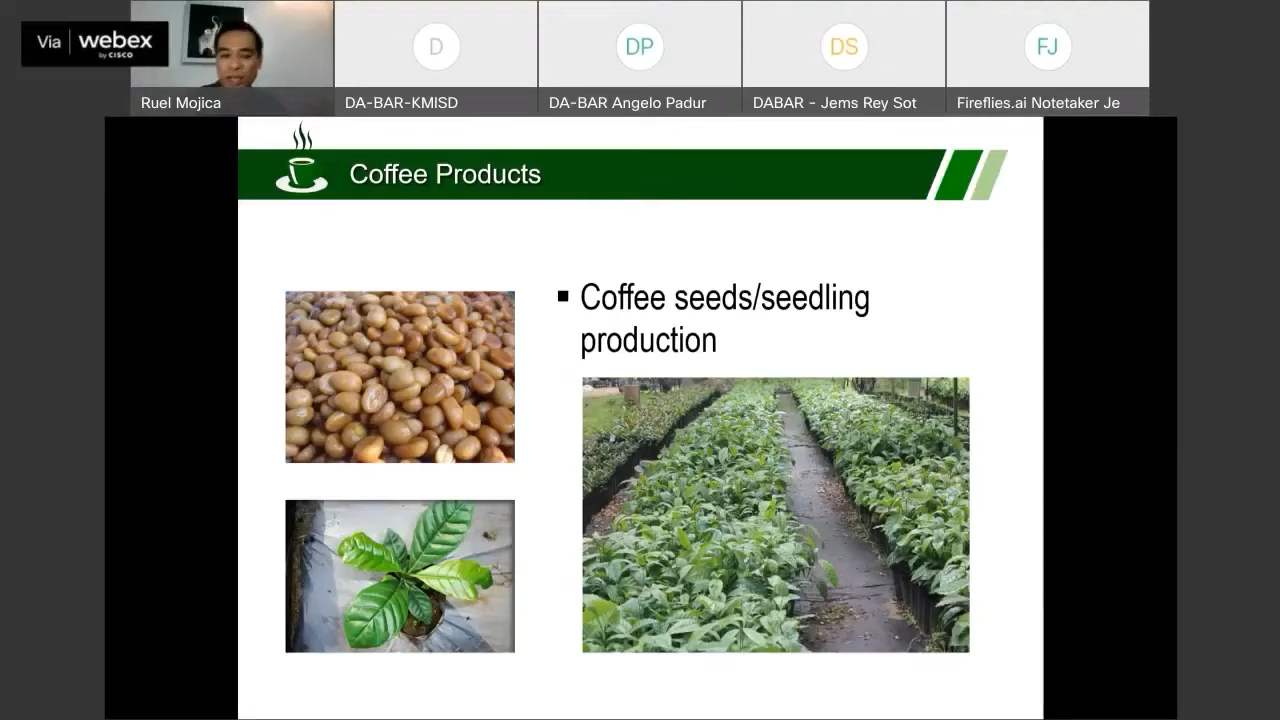 Via webex
by CISCO
D
DP
DS
FJ
Ruel Mojica
DA-BAR-KMISD
DA-BAR Angelo Padur
DABAR - Jems Rey Sot
Fireflies.ai Notetaker Je
Coffee Products
Coffee seeds/seedling
production